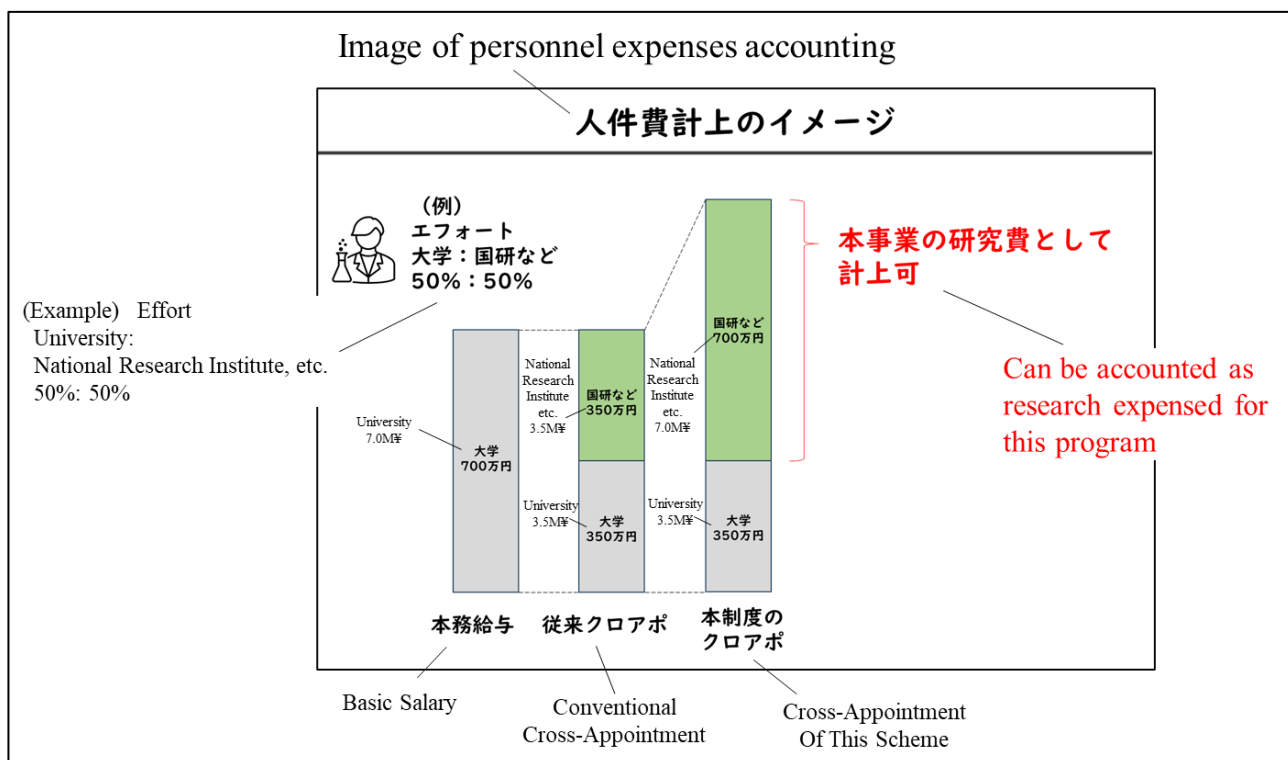 Image of personnel expenses accounting
人件費計上のイメージ
（例）
エフォート
大学：国研など
50%：50%
(Example) Effort
University:
National Research Institute, etc.
50%: 50%
本事業の研究費として
計上可
Can be accounted as
research expensed for
this program
University
7.0M¥
大学
700万円
National
Research
Institute
etc.
3.5M¥
国研など
350万円
University
3.5M¥
大学
350万円
National
Research
Institute
etc.
7.0M¥
国研など
700万円
University
3.5M¥
大学
350万円
本務給与
従来クロアポ
本制度の
クロアポ
Basic Salary
Conventional
Cross-Appointment
Cross-Appointment
Of This Scheme